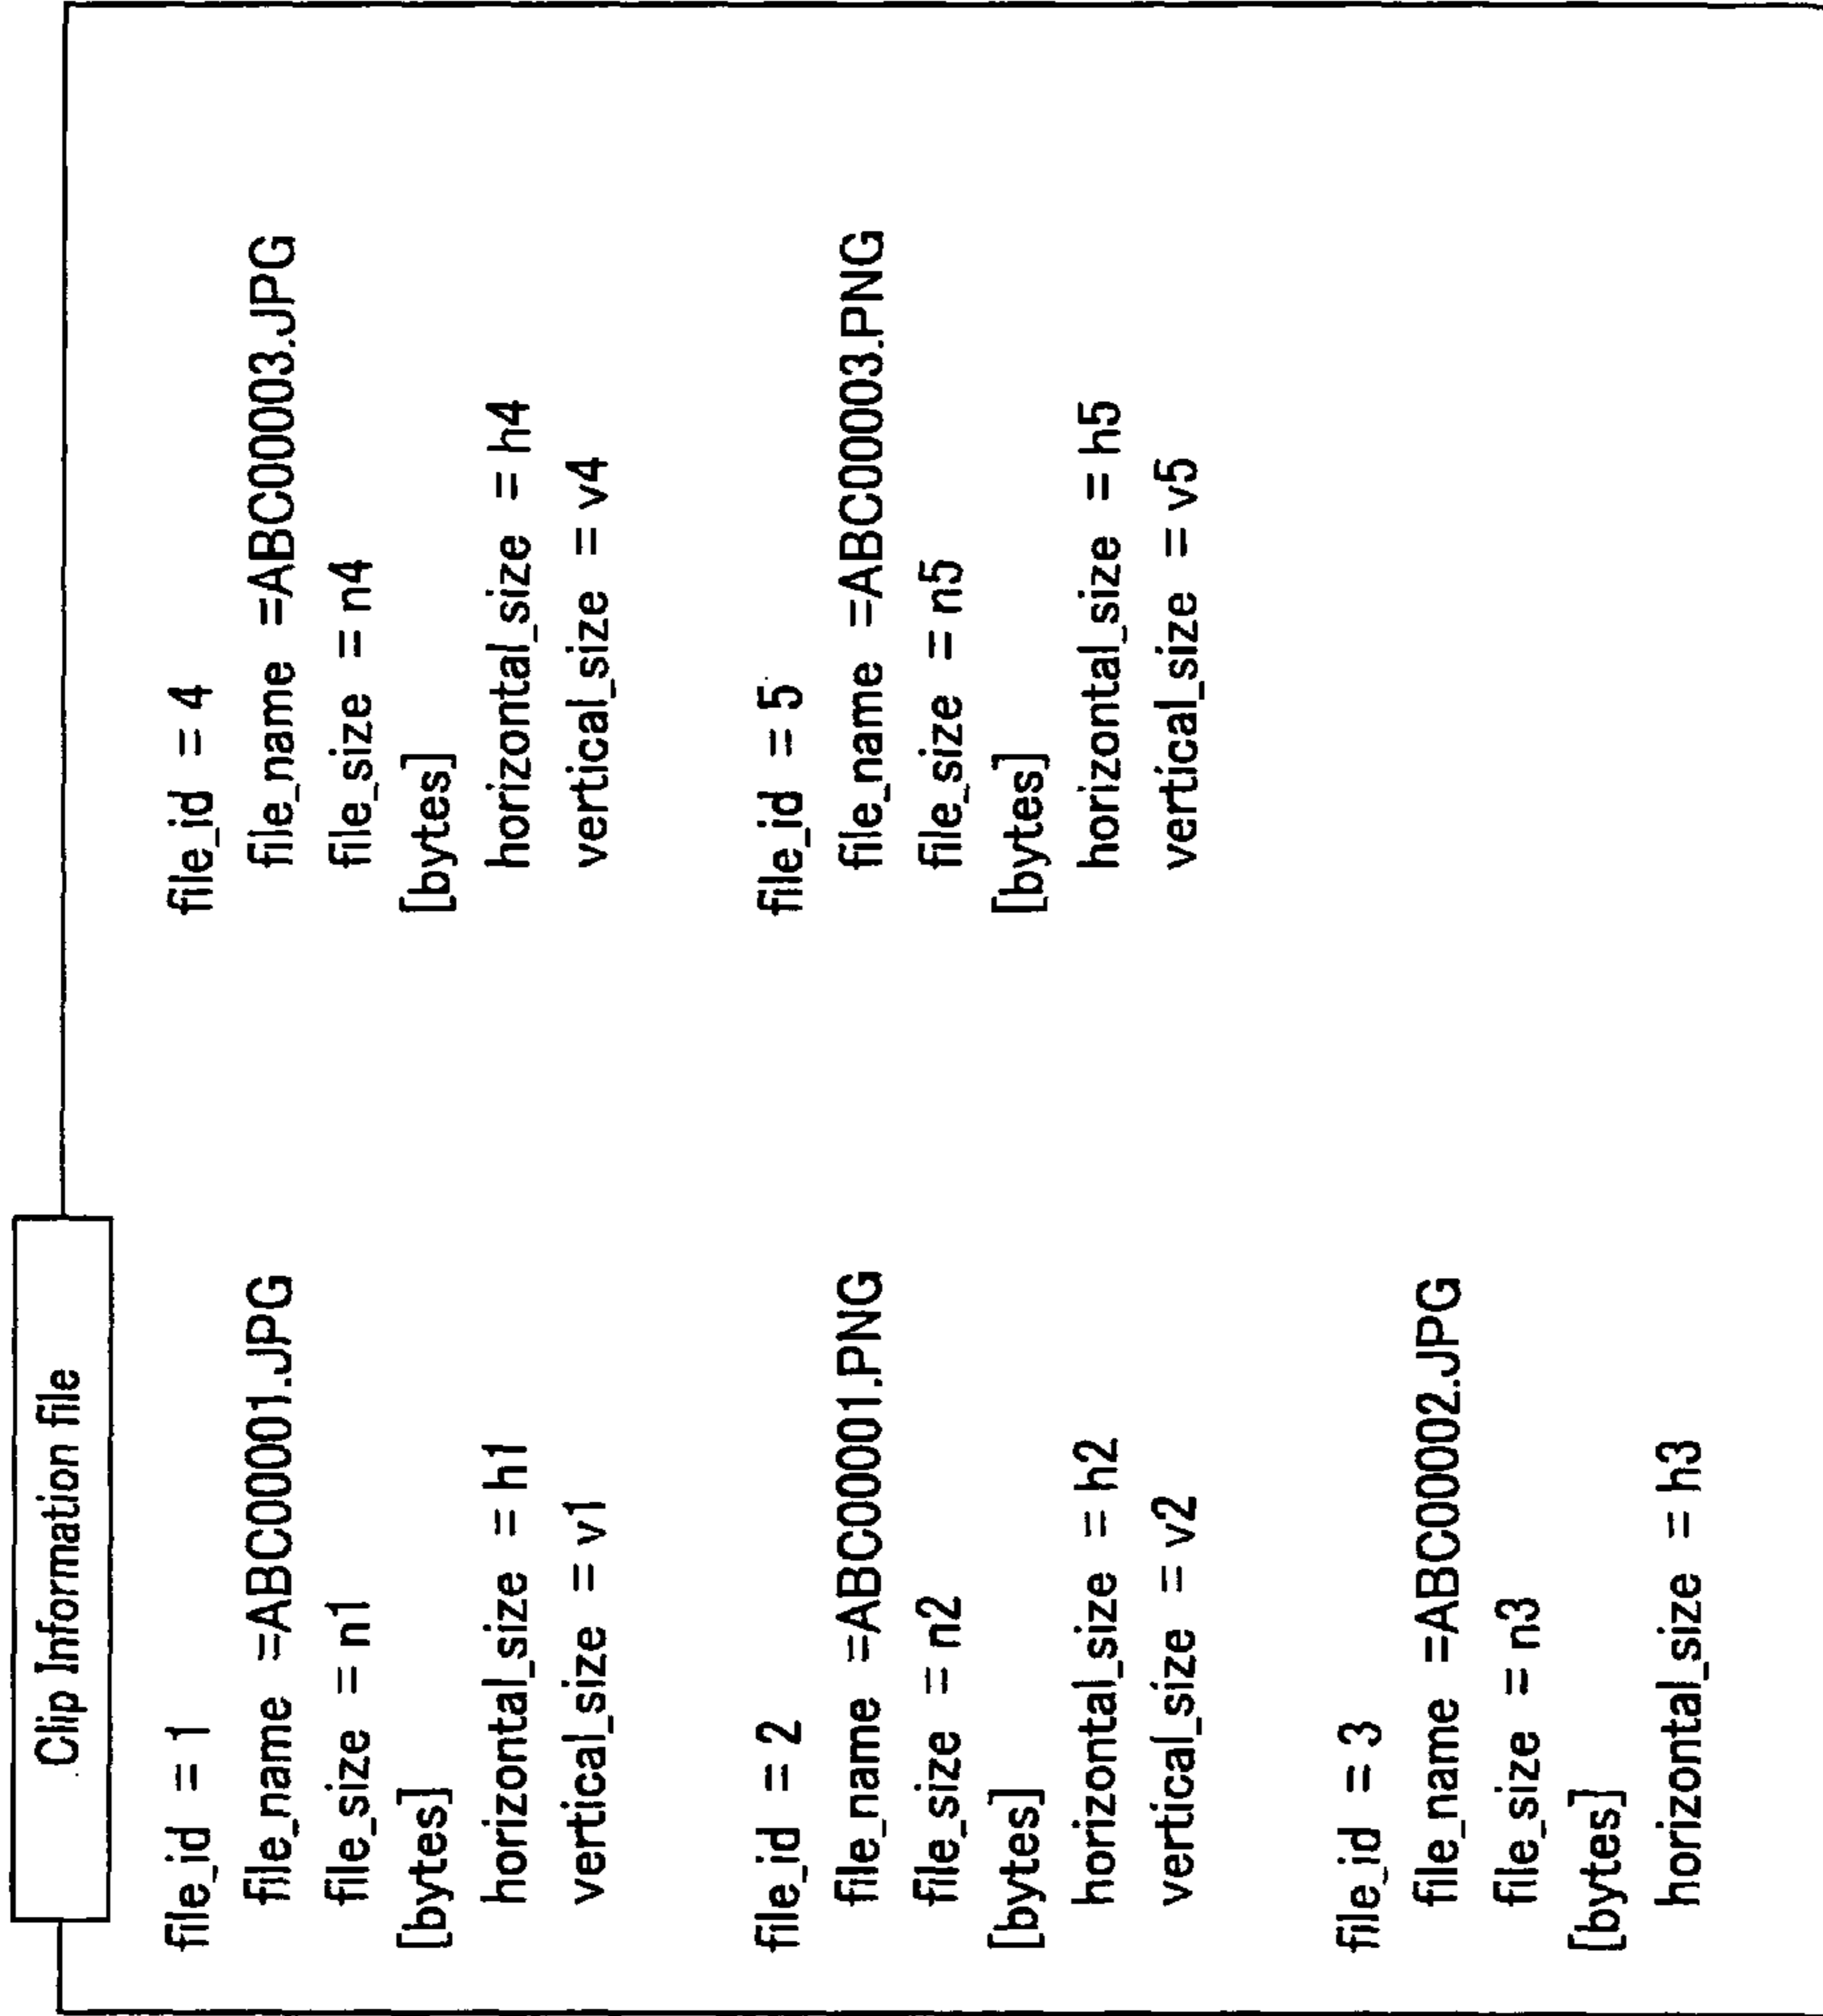 Clip Information file
file_id = 1
file_name =ABC00001.JPG
file_size = n1
[bytes]
horizontal_size = h1
vertical_size = v1
file_id = 2
file_name =ABC00001.PNG
file_size = n2
[bytes]
horizontal_size = h2
vertical_size = v2
file_id = 3
file_name =ABC00002.JPG
file_size = n3
[bytes]
horizontal_size = h3
file_id = 4
file_name =ABC00003.JPG
file_size = n4
[bytes]
horizontal_size = h4
vertical_size = v4
file_id = 5
file_name =ABC00003.PNG
file_size = n5
[bytes]
horizontal_size = h5
vertical_size = v5